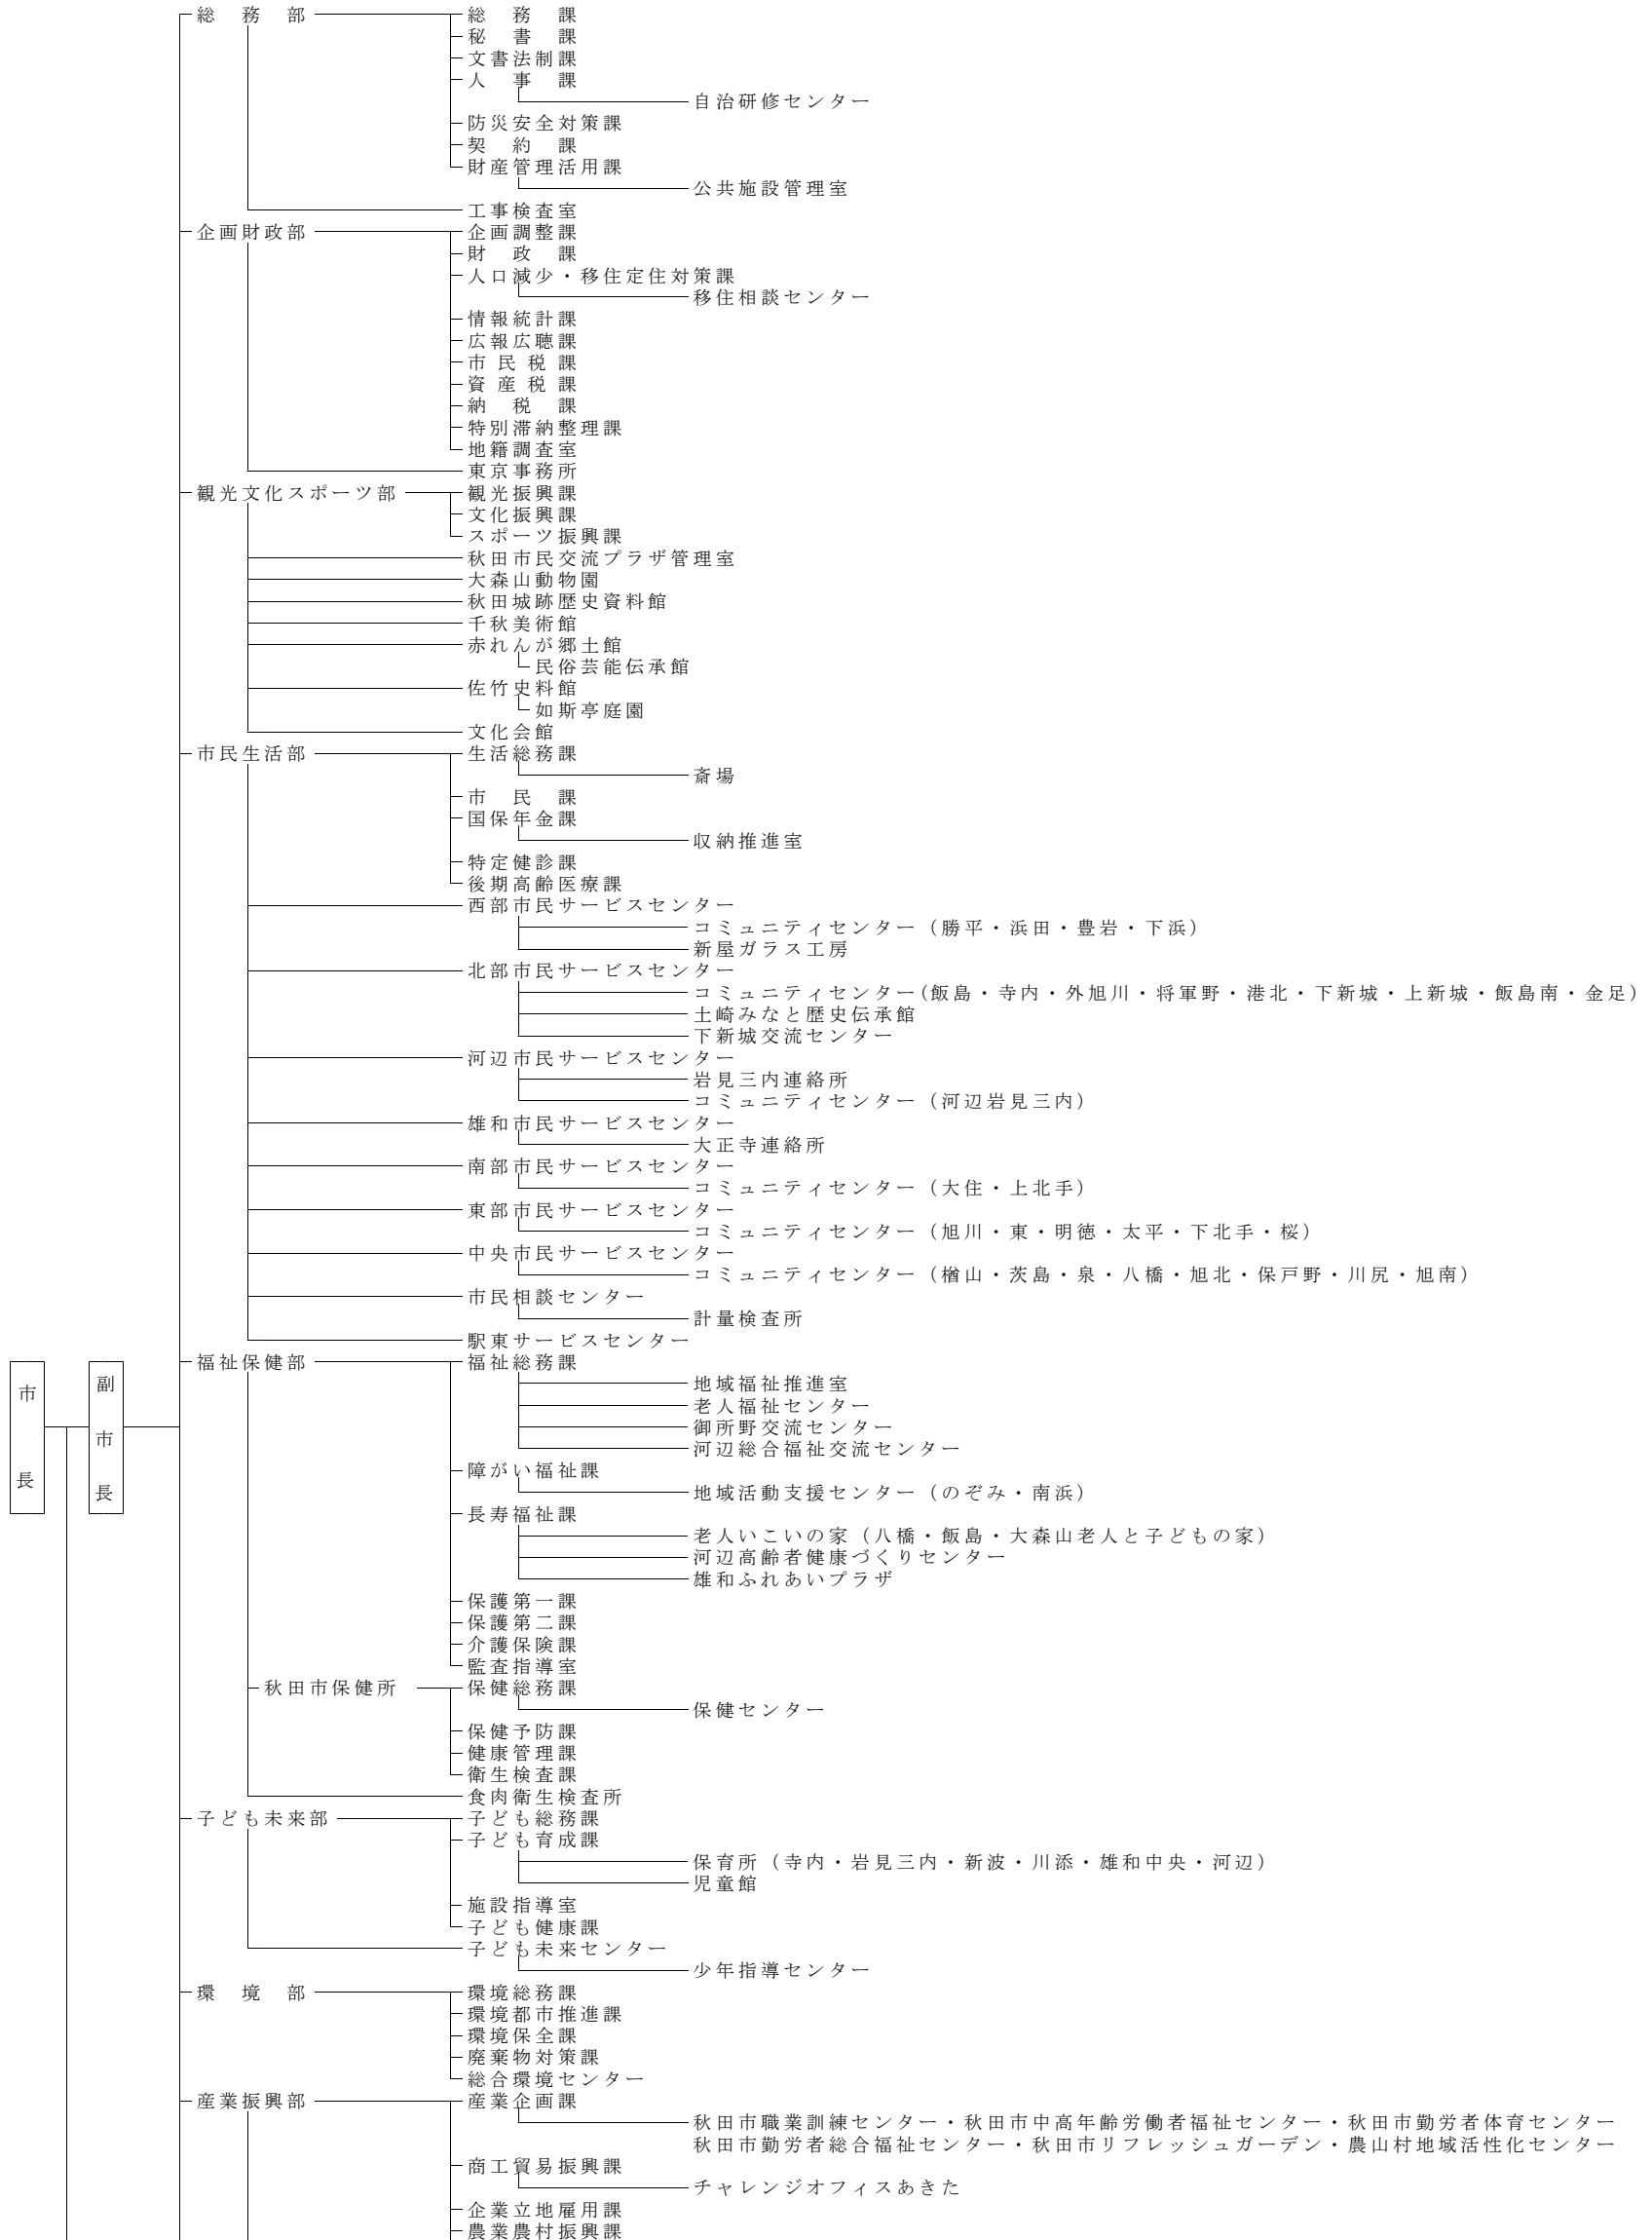 総　務　部　総　務　課
秘　書　課
文書法制課
人　事　課
自治研修センター
防災安全対策課
契　約　課
財産管理活用課
公共施設管理室
工事検査室
企画財政部　企画調整課
財　政　課
人口減少・移住定住対策課
移住相談センター
情報統計課
広報広聴課
市民税課
資産税課
納　税　課
特別滞納整理課
地籍調査室
東京事務所
観光文化スポーツ部　観光振興課
文化振興課
スポーツ振興課
秋田市民交流プラザ管理室
大森山動物園
秋田城跡歴史資料館
千秋美術館
赤れんが郷土館
民俗芸能伝承館
佐竹史料館
如斯亭庭園
文化会館
市民生活部　生活総務課
斎場
市　民　課
国保年金課
収納推進室
特定健診課
後期高齢医療課
西部市民サービスセンター
コミュニティセンター（勝平・浜田・豊岩・下浜）
新屋ガラス工房
北部市民サービスセンター
コミュニティセンター(飯島・寺内・外旭川・将軍野・港北・下新城・上新城・飯島南・金足)
土崎みなと歴史伝承館
下新城交流センター
河辺市民サービスセンター
岩見三内連絡所
コミュニティセンター（河辺岩見三内）
雄和市民サービスセンター
大正寺連絡所
南部市民サービスセンター
コミュニティセンター（大住・上北手）
東部市民サービスセンター
コミュニティセンター（旭川・東・明徳・太平・下北手・桜）
中央市民サービスセンター
コミュニティセンター（楢山・茨島・泉・八橋・旭北・保戸野・川尻・旭南）
市民相談センター
計量検査所
駅東サービスセンター
市長
副市長
福祉保健部　福祉総務課
地域福祉推進室
老人福祉センター
御所野交流センター
河辺総合福祉交流センター
障がい福祉課
地域活動支援センター（のぞみ・南浜）
長寿福祉課
老人いこいの家（八橋・飯島・大森山老人と子どもの家）
河辺高齢者健康づくりセンター
雄和ふれあいプラザ
保護第一課
保護第二課
介護保険課
監査指導室
秋田市保健所　保健総務課
保健センター
保健予防課
健康管理課
衛生検査課
食肉衛生検査所
子ども未来部　子ども総務課
子ども育成課
保育所（寺内・岩見三内・新波・川添・雄和中央・河辺）
児童館
施設指導室
子ども健康課
子ども未来センター
少年指導センター
環　境　部　環境総務課
環境都市推進課
環境保全課
廃棄物対策課
総合環境センター
産業振興部　産業企画課
秋田市職業訓練センター・秋田市中高年齢労働者福祉センター・秋田市勤労者体育センター
秋田市勤労者総合福祉センター・秋田市リフレッシュガーデン・農山村地域活性化センター
商工貿易振興課
チャレンジオフィスあきた
企業立地雇用課
農業農村振興課